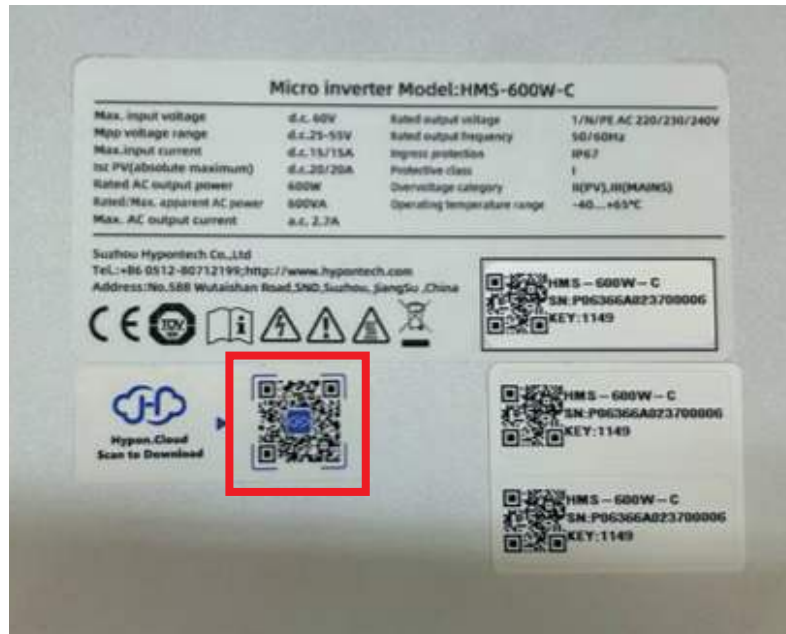 Micro inverter Model:HMS-600W-C
Max. input voltage d.c. 60V Rated output voltage 1/N/PE AC 220/230/240V
Mpp voltage range d.c.25-55V Rated output frequency 50/60Hz
Max.input current d.c.15/15A Ingress protection IP67
Isc PV(absolute maximum) d.c.20/20A Protective class I
Rated AC output power 600W Overvoltage category II(PV),III(MAINS)
Rated/Max. apparent AC power 600VA Operating temperature range -40...+65℃
Max. AC output current a.c. 2.7A
Suzhou Hypontech Co.,Ltd
Tel.:+86 0512-80712199;http://www.hypontech.com
Address:No.588 Wutaishan Road,SND,Suzhou, JiangSu ,China
HMS-600W-C
SN:P06366A023700006
KEY:1149
CE TÜV
Hypon.Cloud
Scan to Download
HMS-600W-C
SN:P06366A023700006
KEY:1149
HMS-600W-C
SN:P06366A023700006
KEY:1149